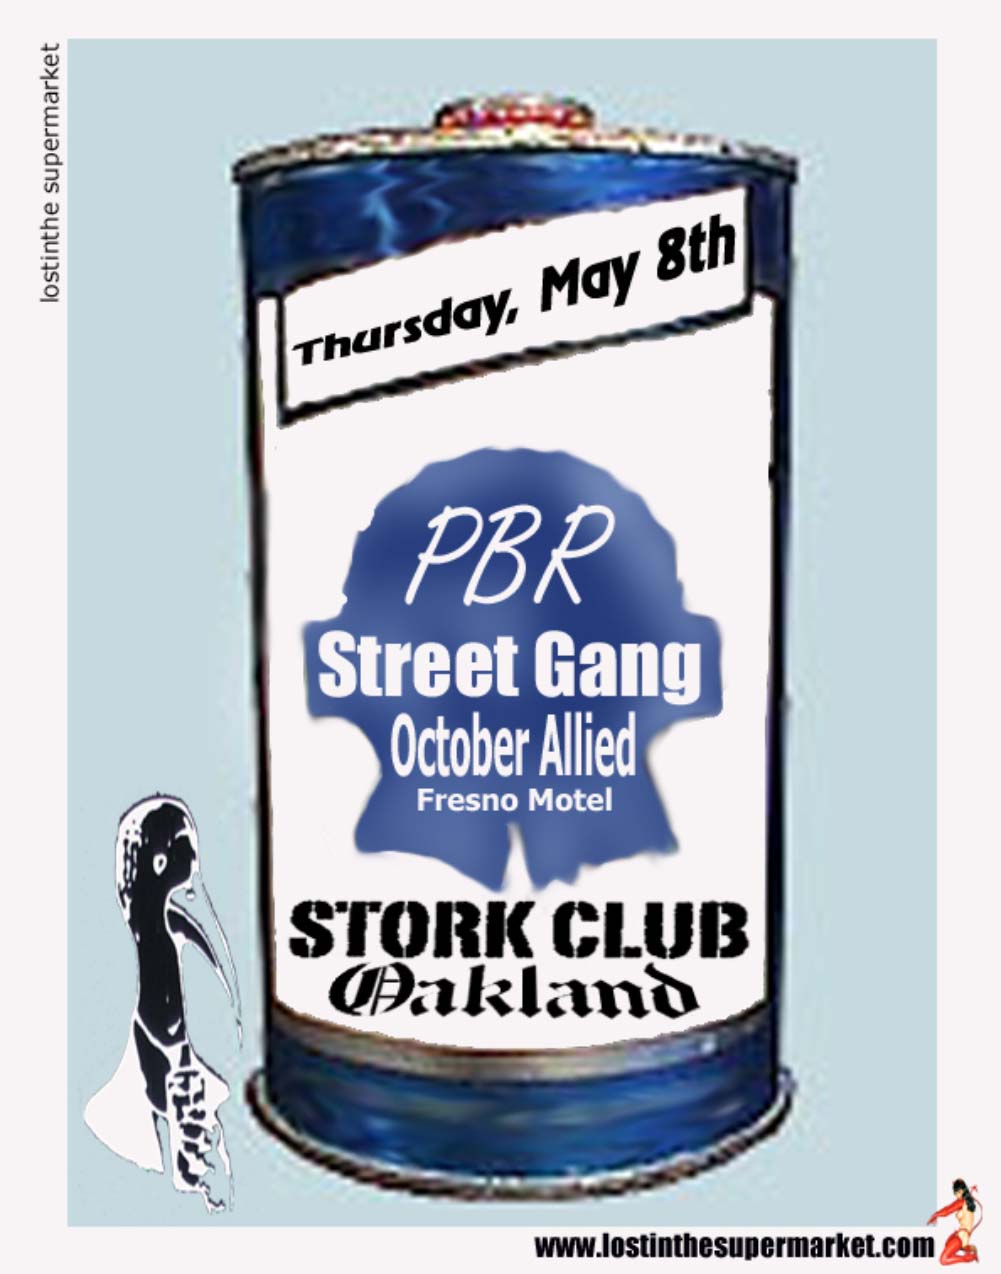 lostinthe supermarket
Thursday, May 8th
PBR
Street Gang
October Allied
Fresno Motel
STORK CLUB
Oakland
www.lostinthesupermarket.com